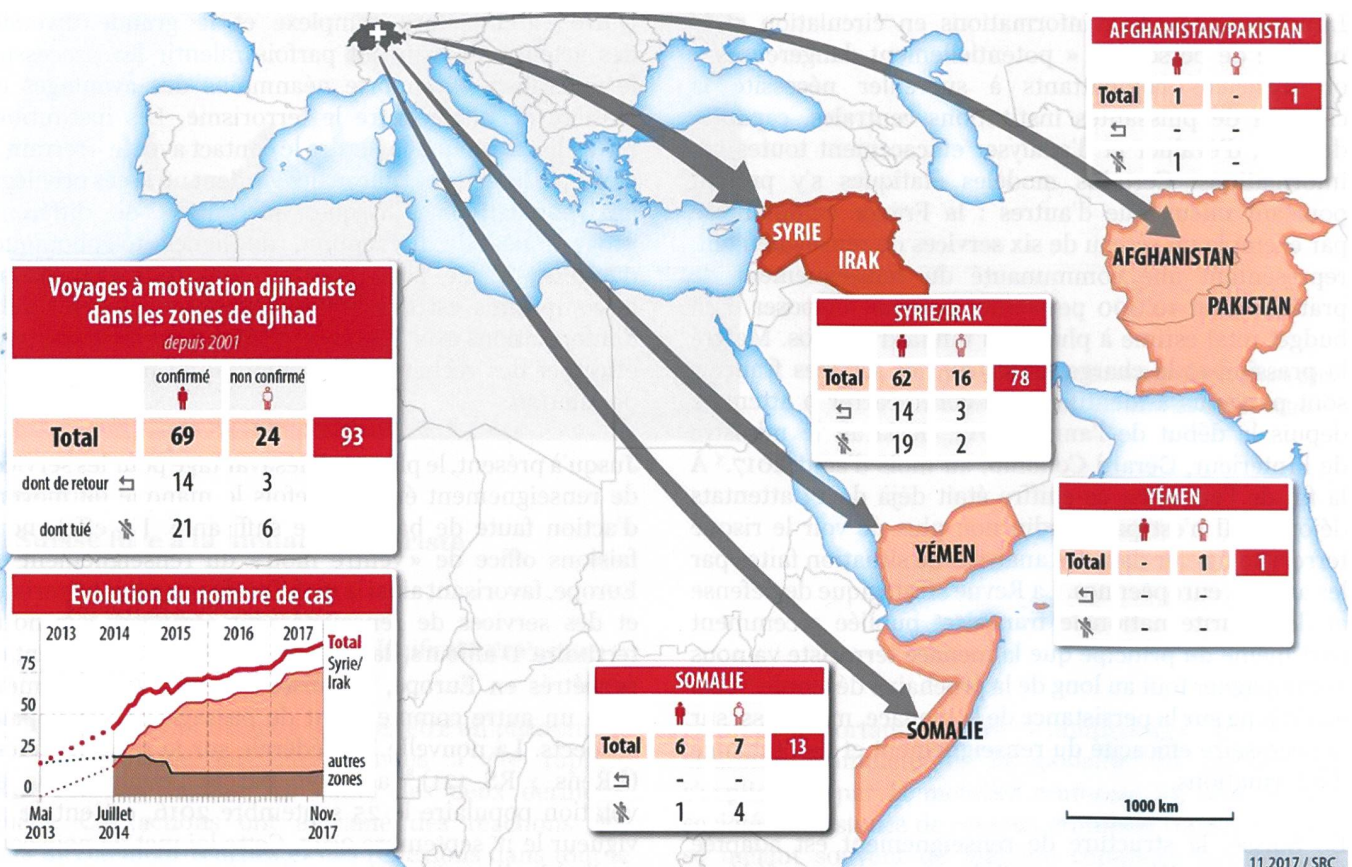 AFGHANISTAN/PAKISTAN
Total 1 - 1
- -
- -
SYRIE
IRAK
AFGHANISTAN
PAKISTAN
Voyages à motivation djihadiste
dans les zones de djihad
depuis 2001
confirmé non confirmé
Total 69 24 93
dont de retour 14 3
dont tué 21 6
SYRIE/IRAK
Total 62 16 78
14 3
19 2
YÉMEN
YÉMEN
Total - 1 1
- -
- -
Evolution du nombre de cas
2013 2014 2015 2016 2017
Total
Syrie/
Irak
autres
zones
75
50
25
0
Mai
2013
Juillet
2014
Nov.
2017
SOMALIE
Total 6 7 13
- -
1 4
SOMALIE
1000 km
11.2017 / SRC